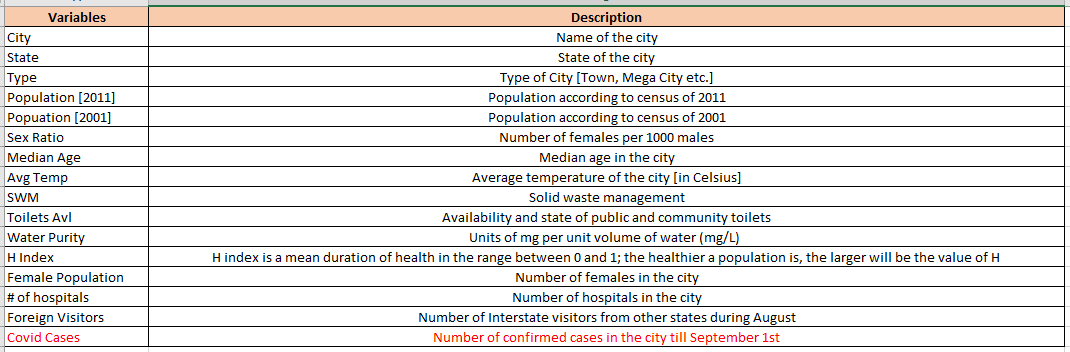 Variables Description
City Name of the city
State State of the city
Type Type of City [Town, Mega City etc.]
Population [2011] Population according to census of 2011
Popuation [2001] Population according to census of 2001
Sex Ratio Number of females per 1000 males
Median Age Median age in the city
Avg Temp Average temperature of the city [in Celsius]
SWM Solid waste management
Toilets Avl Availability and state of public and community toilets
Water Purity Units of mg per unit volume of water (mg/L)
H Index H index is a mean duration of health in the range between 0 and 1; the healthier a population is, the larger will be the value of H
Female Population Number of females in the city
# of hospitals Number of hospitals in the city
Foreign Visitors Number of Interstate visitors from other states during August
Covid Cases Number of confirmed cases in the city till September 1st